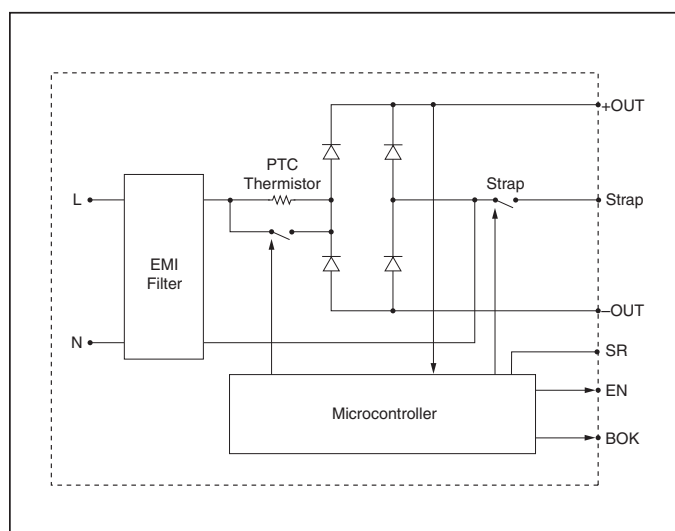 +OUT
PTC
Thermistor
Strap
L
Strap
EMI
Filter
–OUT
N
SR
EN
Microcontroller
BOK